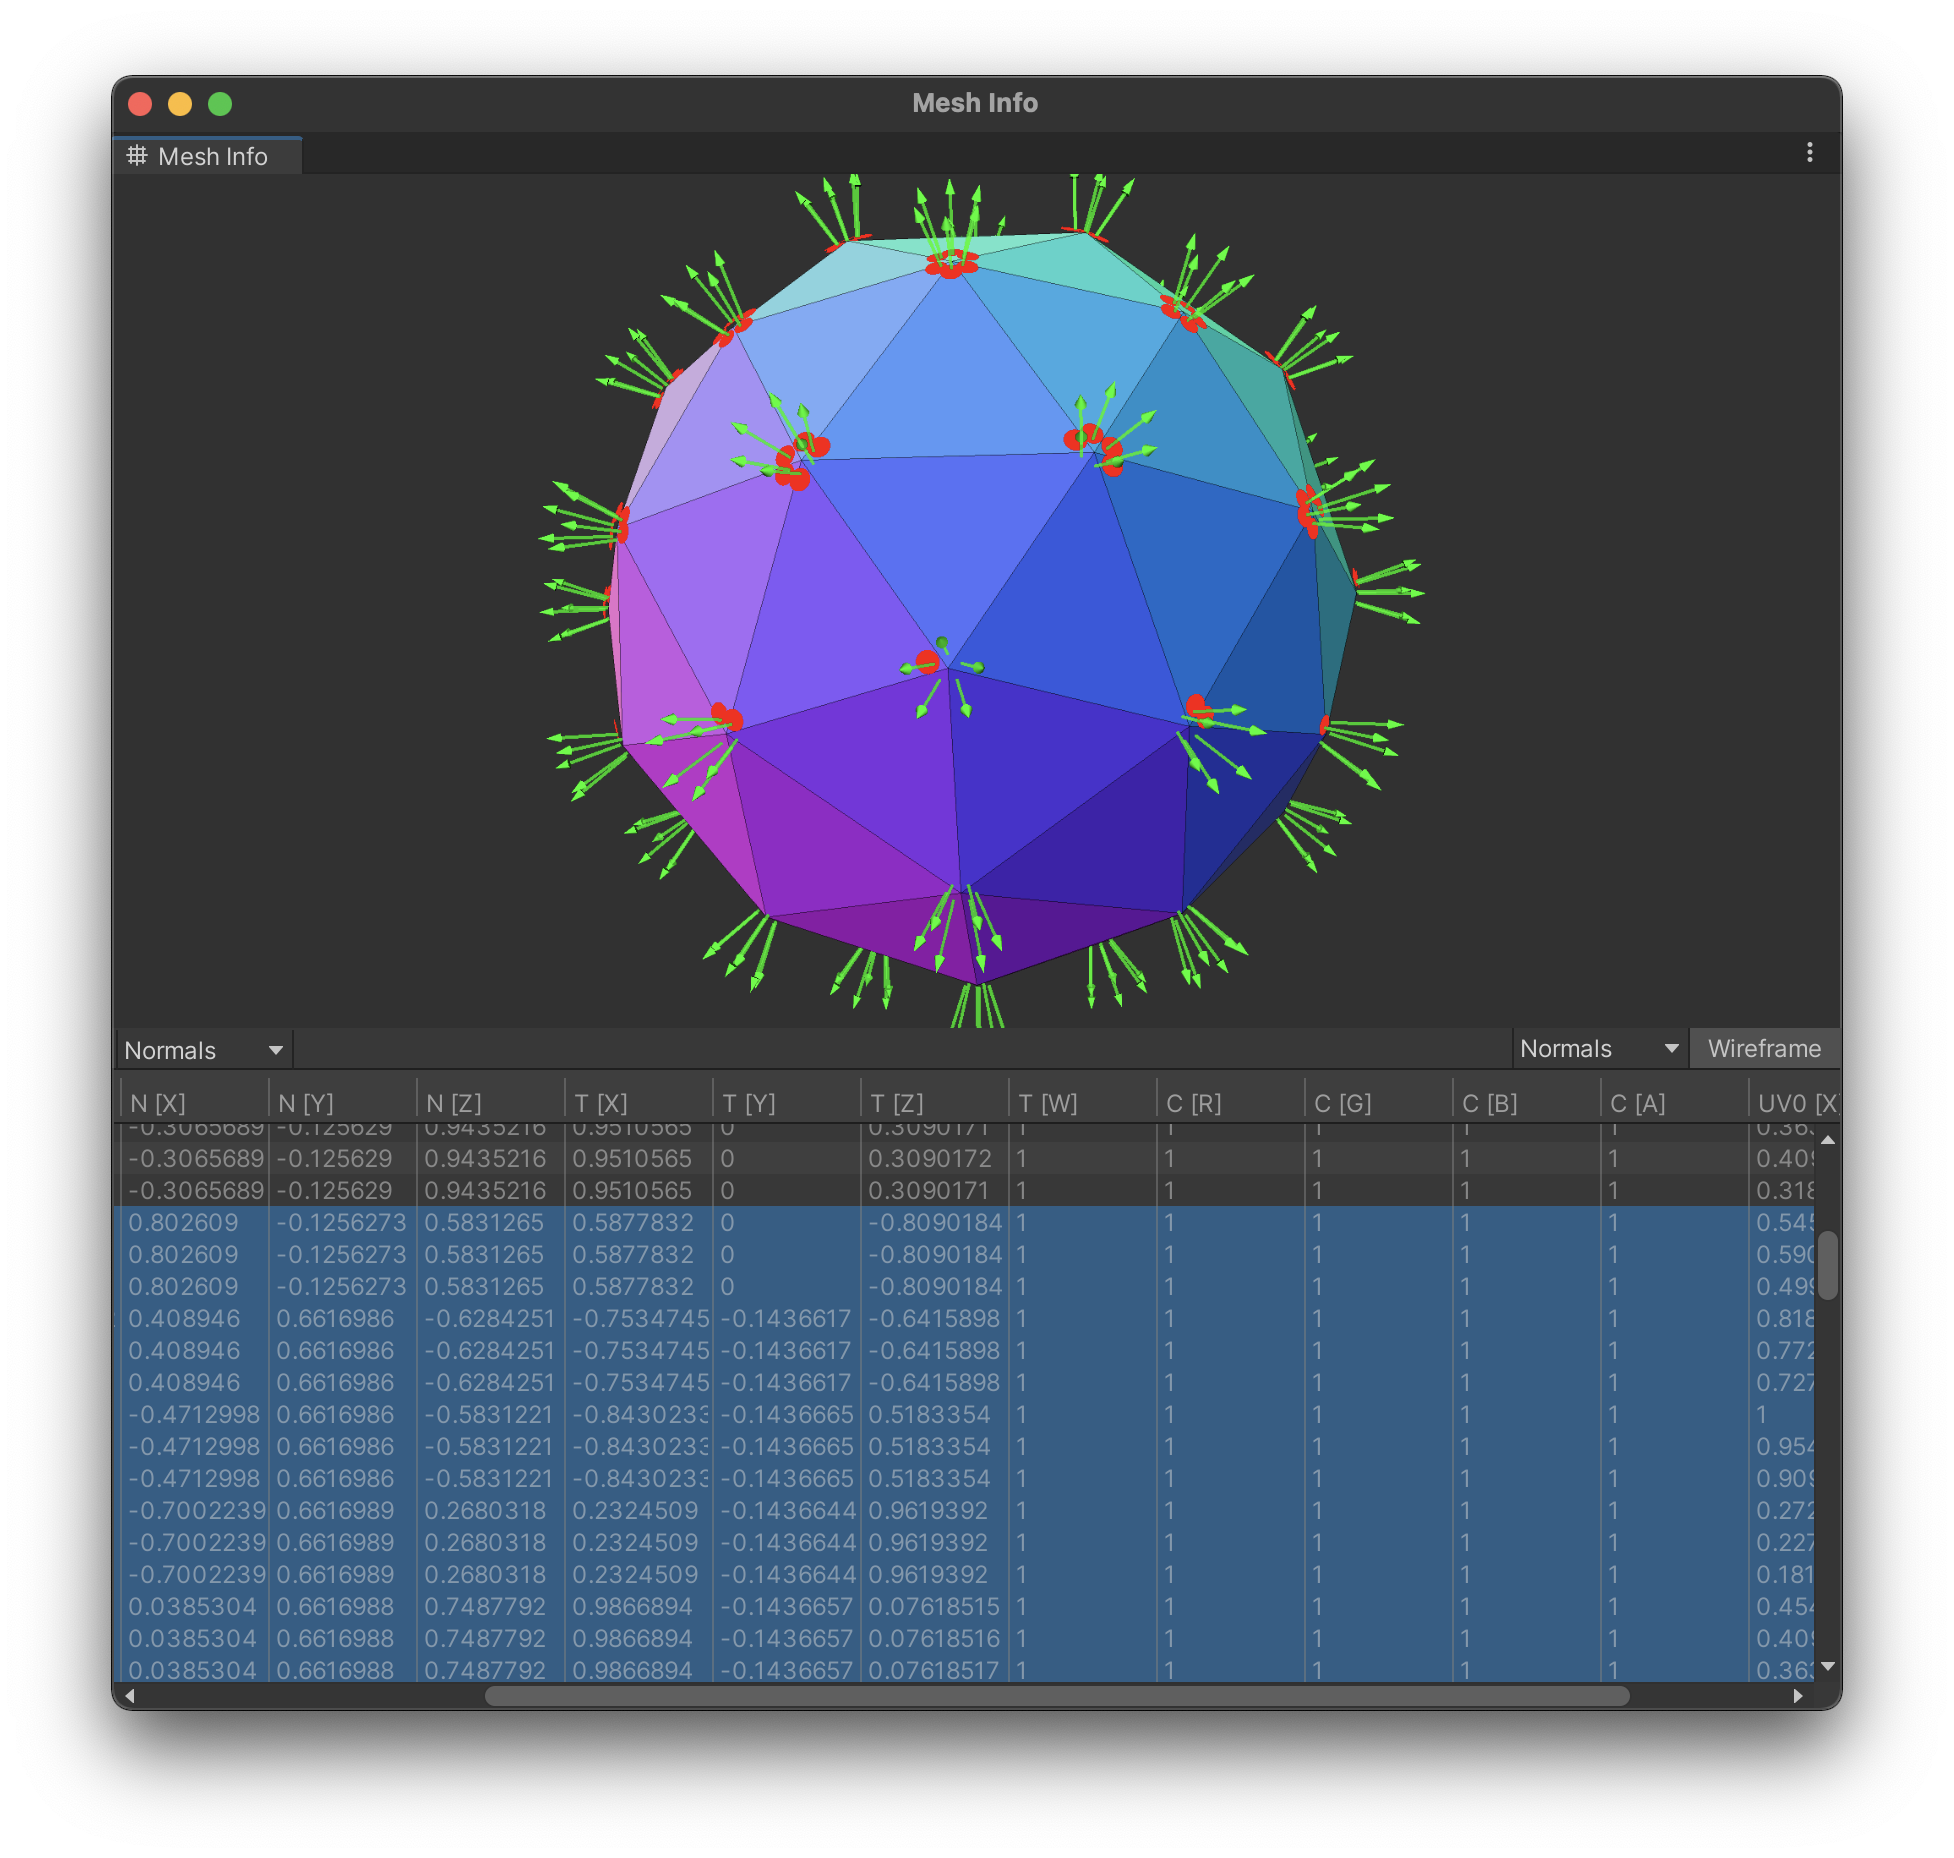 Mesh Info
Mesh Info
Normals Normals Wireframe
N [X] N [Y] N [Z] T [X] T [Y] T [Z] T [W] C [R] C [G] C [B] C [A] UV0 [X]
-0.3065689 -0.125629 0.9435216 0.9510565 0 0.3090171 1 1 1 1 1 0.363
-0.3065689 -0.125629 0.9435216 0.9510565 0 0.3090172 1 1 1 1 1 0.409
-0.3065689 -0.125629 0.9435216 0.9510565 0 0.3090171 1 1 1 1 1 0.318
0.802609 -0.1256273 0.5831265 0.5877832 0 -0.8090184 1 1 1 1 1 0.545
0.802609 -0.1256273 0.5831265 0.5877832 0 -0.8090184 1 1 1 1 1 0.590
0.802609 -0.1256273 0.5831265 0.5877832 0 -0.8090184 1 1 1 1 1 0.499
0.408946 0.6616986 -0.6284251 -0.7534745 -0.1436617 -0.6415898 1 1 1 1 1 0.818
0.408946 0.6616986 -0.6284251 -0.7534745 -0.1436617 -0.6415898 1 1 1 1 1 0.772
0.408946 0.6616986 -0.6284251 -0.7534745 -0.1436617 -0.6415898 1 1 1 1 1 0.727
-0.4712998 0.6616986 -0.5831221 -0.8430233 -0.1436665 0.5183354 1 1 1 1 1 1
-0.4712998 0.6616986 -0.5831221 -0.8430233 -0.1436665 0.5183354 1 1 1 1 1 0.954
-0.4712998 0.6616986 -0.5831221 -0.8430233 -0.1436665 0.5183354 1 1 1 1 1 0.909
-0.7002239 0.6616989 0.2680318 0.2324509 -0.1436644 0.9619392 1 1 1 1 1 0.272
-0.7002239 0.6616989 0.2680318 0.2324509 -0.1436644 0.9619392 1 1 1 1 1 0.227
-0.7002239 0.6616989 0.2680318 0.2324509 -0.1436644 0.9619392 1 1 1 1 1 0.181
0.0385304 0.6616988 0.7487792 0.9866894 -0.1436657 0.07618515 1 1 1 1 1 0.454
0.0385304 0.6616988 0.7487792 0.9866894 -0.1436657 0.07618516 1 1 1 1 1 0.409
0.0385304 0.6616988 0.7487792 0.9866894 -0.1436657 0.07618517 1 1 1 1 1 0.363